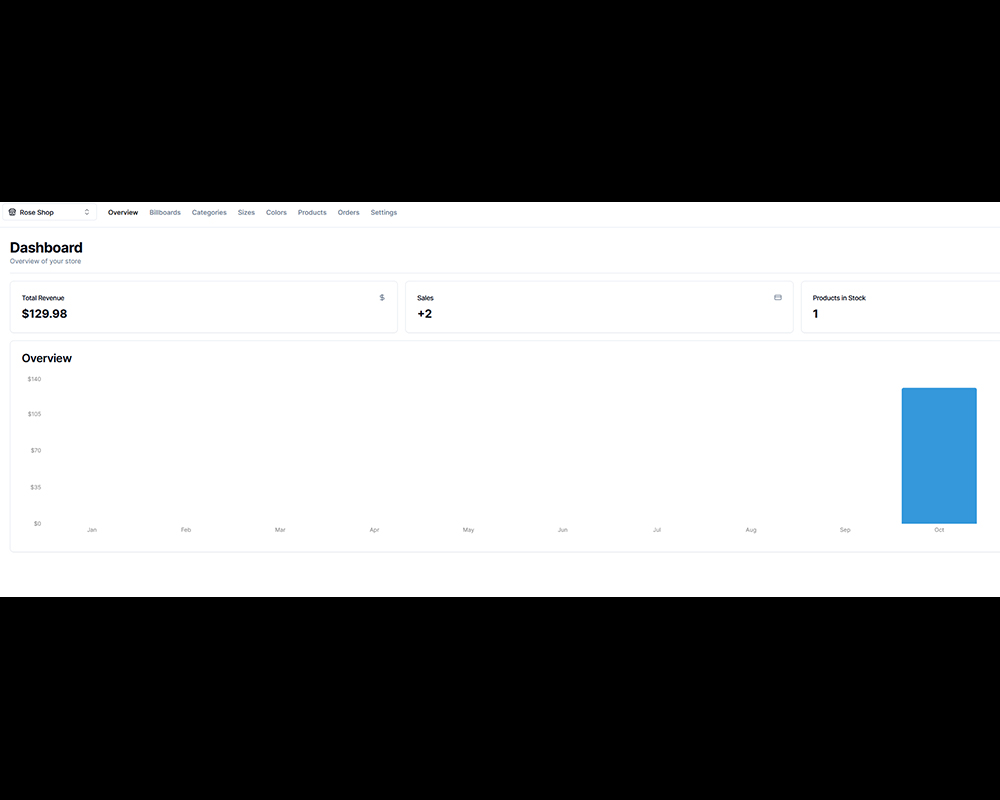 Rose Shop Overview Billboards Categories Sizes Colors Products Orders Settings
Dashboard
Overview of your store
Total Revenue $ Sales Products in Stock
$129.98 +2 1
Overview
$140
$105
$70
$35
$0
Jan Feb Mar Apr May Jun Jul Aug Sep Oct